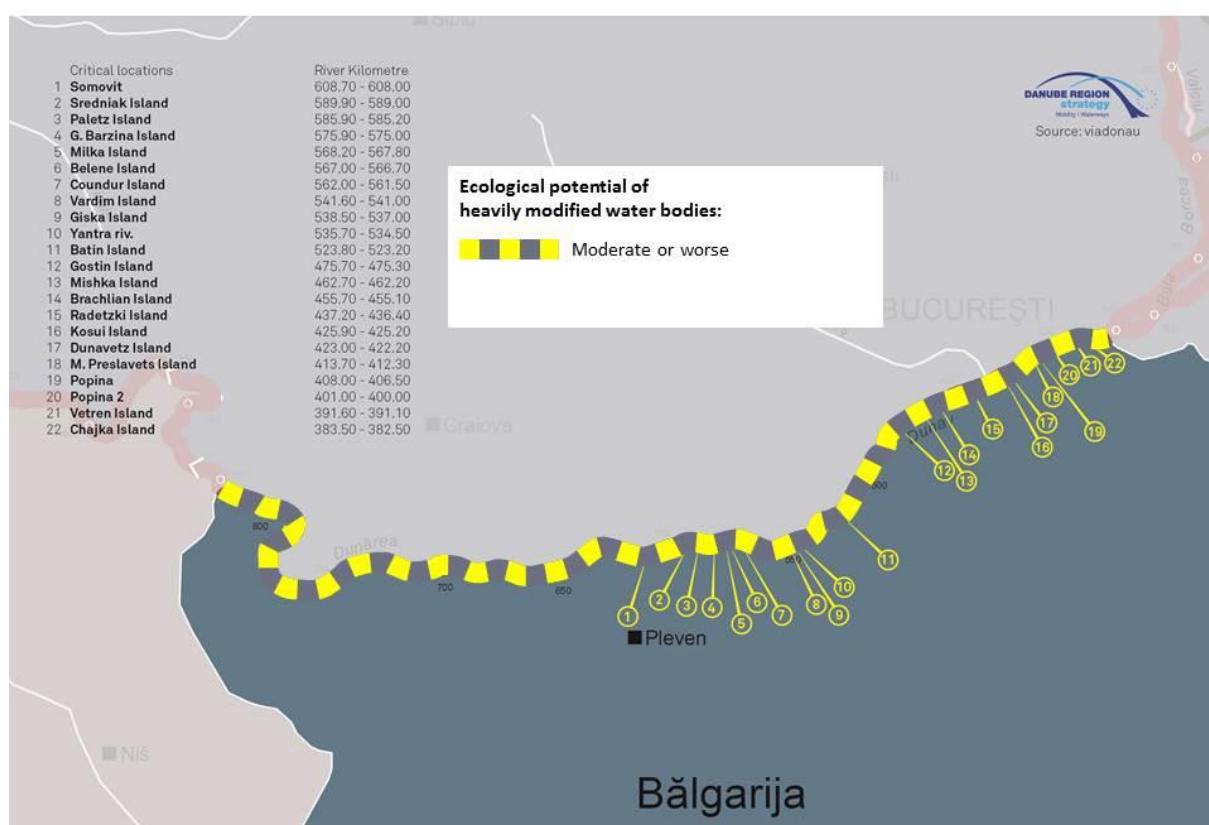 Sibiu
Critical locations River Kilometre
1 Somovit 608.70 - 608.00
2 Sredniak Island 589.90 - 589.00
3 Paletz Island 585.90 - 585.20
4 G. Barzina Island 575.90 - 575.00
5 Milka Island 568.20 - 567.80
6 Belene Island 567.00 - 566.70
7 Coundur Island 562.00 - 561.50
8 Vardim Island 541.60 - 541.00
9 Giska Island 538.50 - 537.00
10 Yantra riv. 535.70 - 534.50
11 Batin Island 523.80 - 523.20
12 Gostin Island 475.70 - 475.30
13 Mishka Island 462.70 - 462.20
14 Brachlian Island 455.70 - 455.10
15 Radetzki Island 437.20 - 436.40
16 Kosui Island 425.90 - 425.20
17 Dunavetz Island 423.00 - 422.20
18 M. Preslavets Island 413.70 - 412.30
19 Popina 408.00 - 406.50
20 Popina 2 401.00 - 400.00
21 Vetren Island 391.60 - 391.10
22 Chajka Island 383.50 - 382.50
DANUBE REGION
strategy
Mobility | Waterways
Source: viadonau
Ecological potential of
heavily modified water bodies:
Moderate or worse
Valciu
Borcea
Bala
BUCUREŞTI
Craiova
Dunav
Dunărea
800
700
650
500
1
2
3
4
5
6
7
8
9
10
11
12
13
14
15
16
17
18
19
20
21
22
Pleven
Niš
Bălgarija